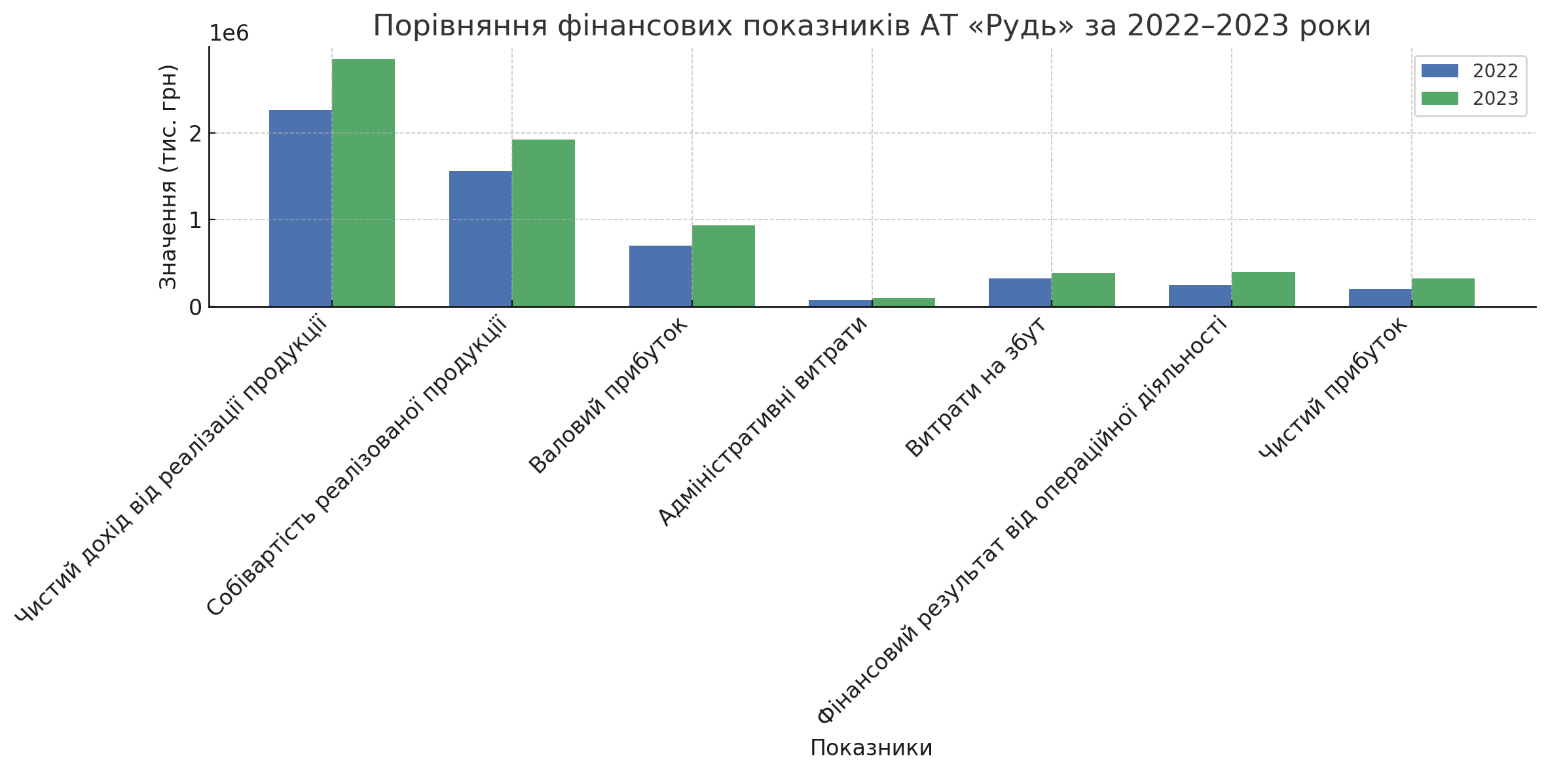 Порівняння фінансових показників АТ «Рудь» за 2022–2023 роки
1e6
Значення (тис. грн)
2
1
0
2022
2023
Чистий дохід від реалізації продукції
Собівартість реалізованої продукції
Валовий прибуток
Адміністративні витрати
Витрати на збут
Фінансовий результат від операційної діяльності
Чистий прибуток
Показники